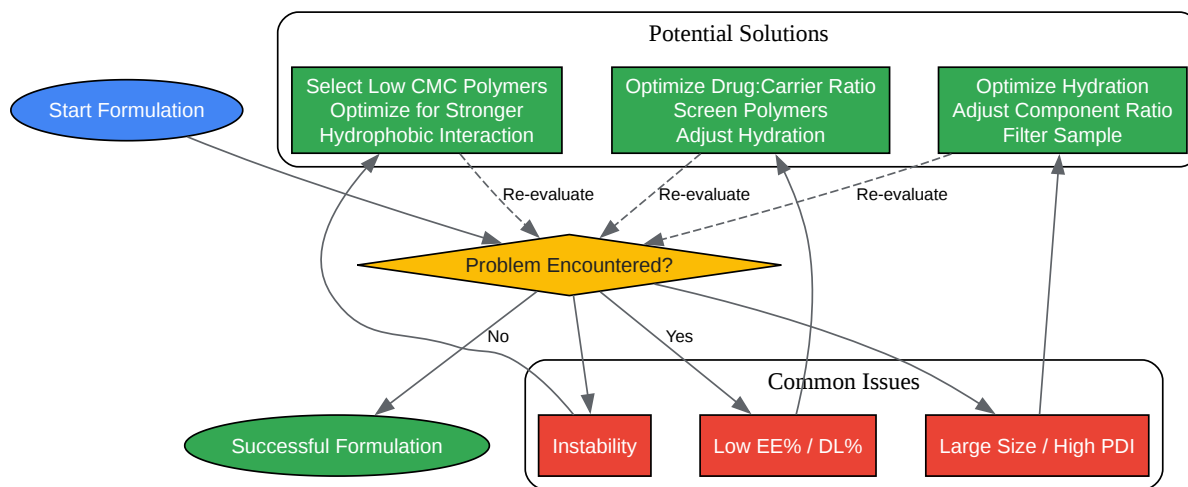 Potential Solutions
Start Formulation
Select Low CMC Polymers
Optimize for Stronger
Hydrophobic Interaction
Optimize Drug:Carrier Ratio
Screen Polymers
Adjust Hydration
Optimize Hydration
Adjust Component Ratio
Filter Sample
Re-evaluate
Re-evaluate
Re-evaluate
Problem Encountered?
No
Yes
Common Issues
Successful Formulation
Instability
Low EE% / DL%
Large Size / High PDI